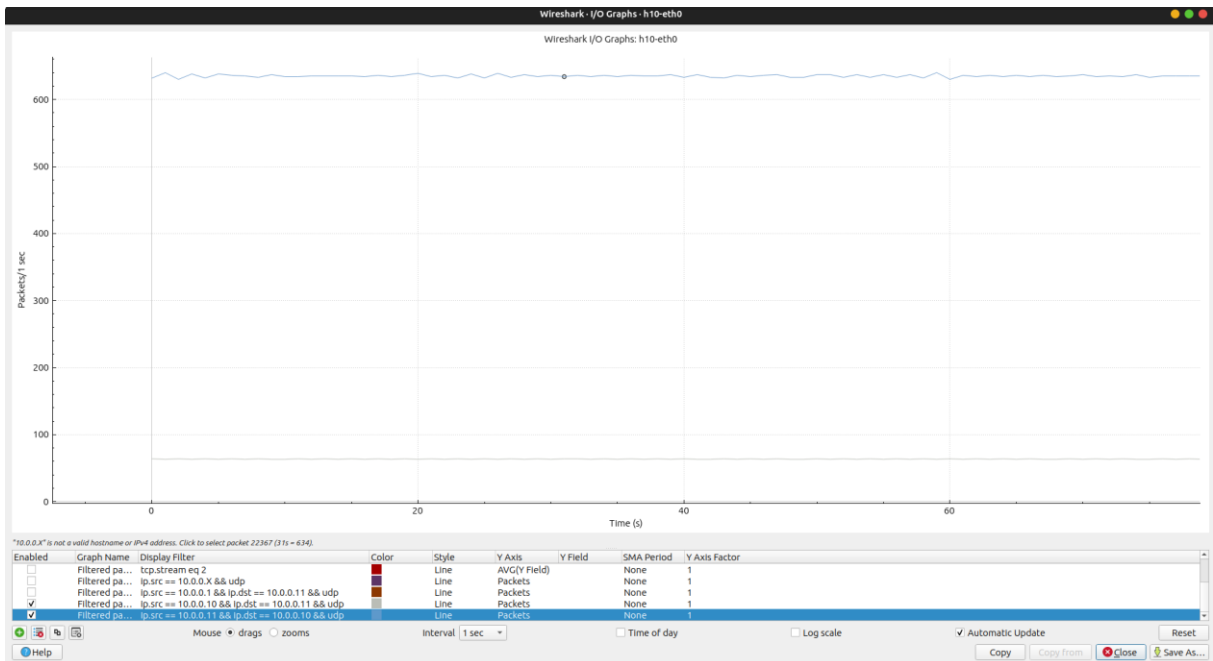 Wireshark · I/O Graphs · h10-eth0
Wireshark I/O Graphs: h10-eth0
600
500
400
300
200
100
0
Packets/1 sec
0 20 40 60
Time (s)
"10.0.0.X" is not a valid hostname or IPv4 address. Click to select packet 22367 (31s = 634).
Enabled Graph Name Display Filter Color Style Y Axis Y Field SMA Period Y Axis Factor
Filtered pa... tcp.stream eq 2 Line AVG(Y Field) None 1
Filtered pa... ip.src == 10.0.0.X && udp Line Packets None 1
Filtered pa... ip.src == 10.0.0.1 && ip.dst == 10.0.0.11 && udp Line Packets None 1
Filtered pa... ip.src == 10.0.0.10 && ip.dst == 10.0.0.11 && udp Line Packets None 1
Filtered pa... ip.src == 10.0.0.11 && ip.dst == 10.0.0.10 && udp Line Packets None 1
Mouse drags zooms Interval 1 sec Time of day Log scale Automatic Update Reset
Help Copy Copy from Close Save As...